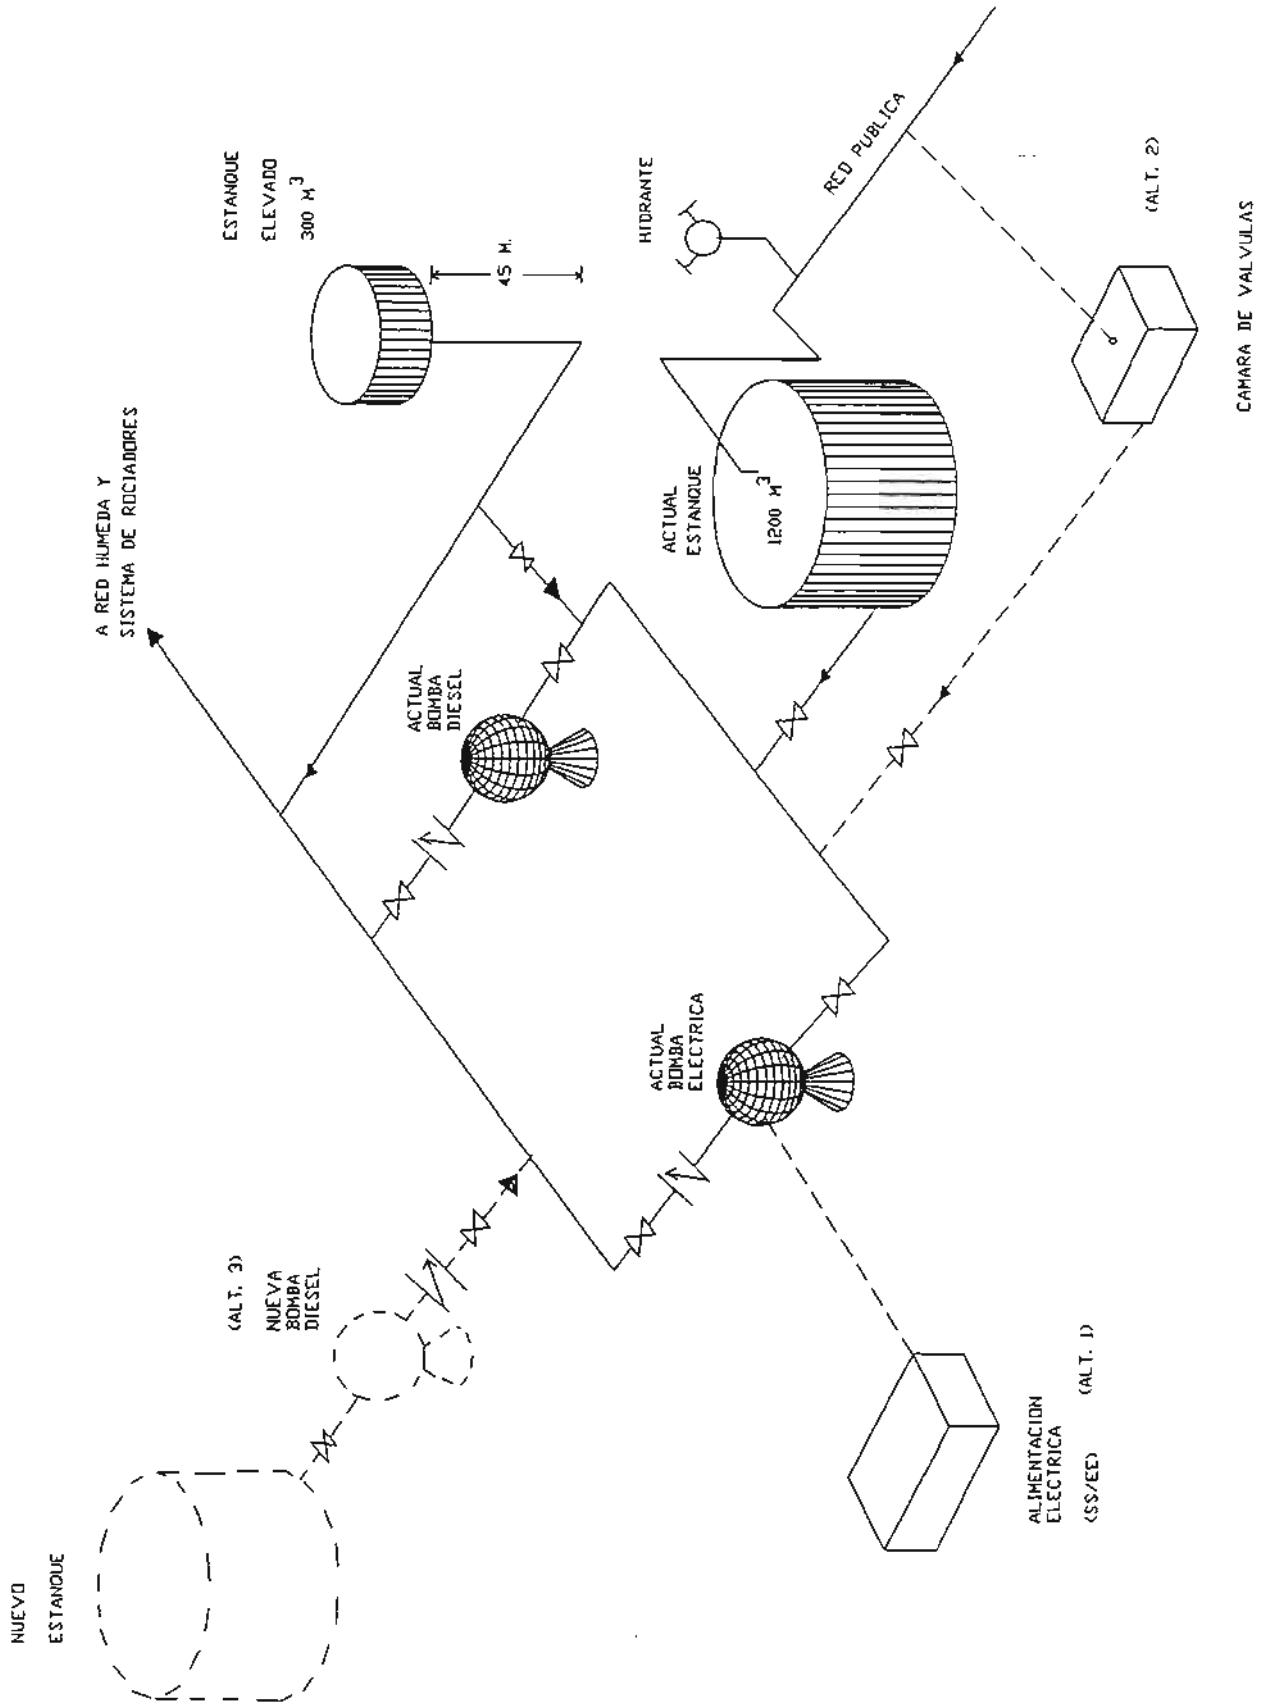 NUEVO
ESTANQUE
(ALT. 3)
NUEVA
BOMBA
DIESEL
A RED HUMEDA Y
SISTEMA DE ROCIADORES
ESTANQUE
ELEVADO
300 M3
45 M.
ACTUAL
BOMBA
DIESEL
HIDRANTE
RED PUBLICA
ACTUAL
ESTANQUE
1200 M3
ACTUAL
BOMBA
ELECTRICA
ALIMENTACION
ELECTRICA
(SS/EE) (ALT. 1)
(ALT. 2)
CAMARA DE VALVULAS